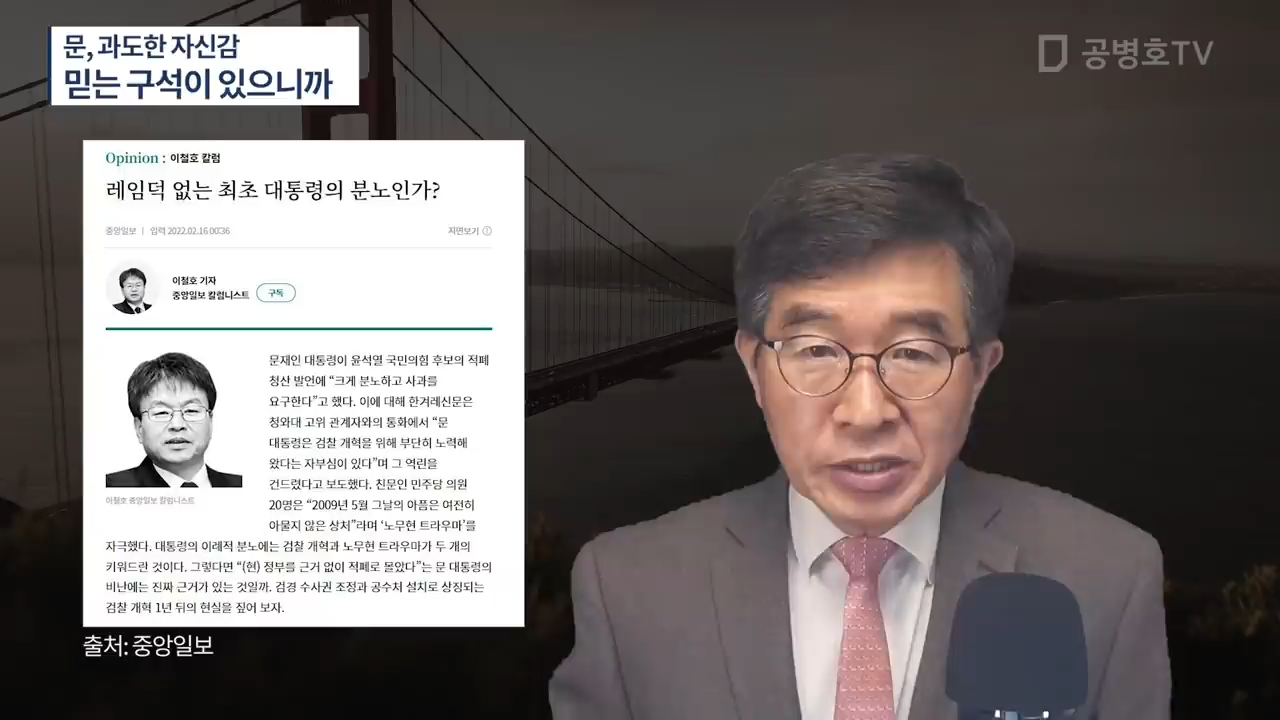 문, 과도한 자신감
믿는 구석이 있으니까
공병호TV
Opinion : 이철호 칼럼
레임덕 없는 최초 대통령의 분노인가?
중앙일보 | 입력 2022.02.16 00:36
지면보기 ⓘ
이철호 기자
중앙일보 칼럼니스트
구독
문재인 대통령이 윤석열 국민의힘 후보의 적폐
청산 발언에 “크게 분노하고 사과를
요구한다”고 했다. 이에 대해 한겨레신문은
청와대 고위 관계자와의 통화에서 “문
대통령은 검찰 개혁을 위해 부단히 노력해
왔다는 자부심이 있다”며 그 역린을
건드렸다고 보도했다. 친문인 민주당 의원
20명은 “2009년 5월 그날의 아픔은 여전히
아물지 않은 상처”라며 ‘노무현 트라우마’를
이철호 중앙일보 칼럼니스트
자극했다. 대통령의 이례적 분노에는 검찰 개혁과 노무현 트라우마가 두 개의
키워드란 것이다. 그렇다면 “(현) 정부를 근거 없이 적폐로 몰았다”는 문 대통령의
비난에는 진짜 근거가 있는 것일까. 검경 수사권 조정과 공수처 설치로 상징되는
검찰 개혁 1년 뒤의 현실을 짚어 보자.
출처: 중앙일보